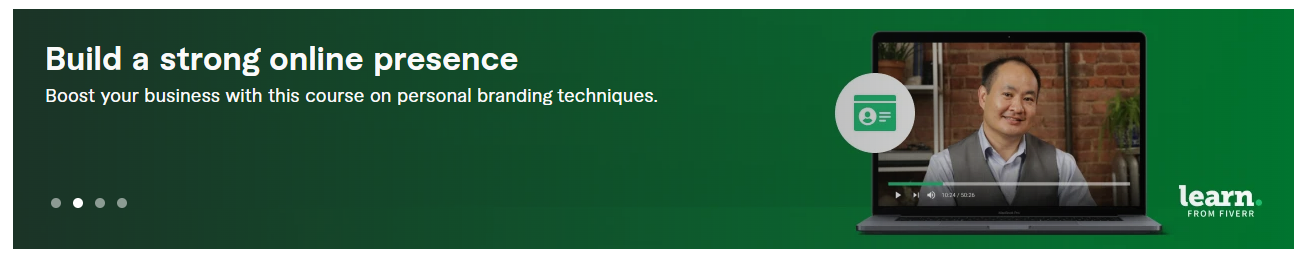 Build a strong online presence
Boost your business with this course on personal branding techniques.
10:24 / 50:26
learn.
FROM FIVERR